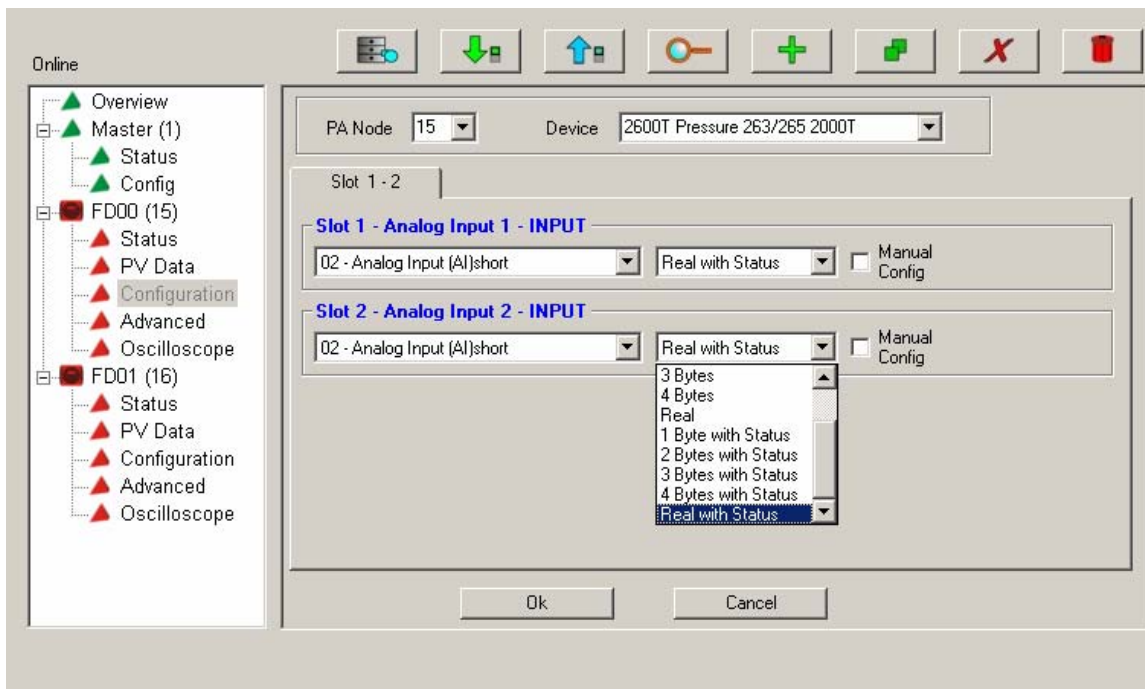 Online
Overview
Master (1)
Status
Config
FD00 (15)
Status
PV Data
Configuration
Advanced
Oscilloscope
FD01 (16)
Status
PV Data
Configuration
Advanced
Oscilloscope
PA Node 15 Device 2600T Pressure 263/265 2000T
Slot 1 - 2
Slot 1 - Analog Input 1 - INPUT
02 - Analog Input (AI)short Real with Status Manual
Config
Slot 2 - Analog Input 2 - INPUT
02 - Analog Input (AI)short Real with Status Manual
Config
3 Bytes
4 Bytes
Real
1 Byte with Status
2 Bytes with Status
3 Bytes with Status
4 Bytes with Status
Real with Status
Ok Cancel